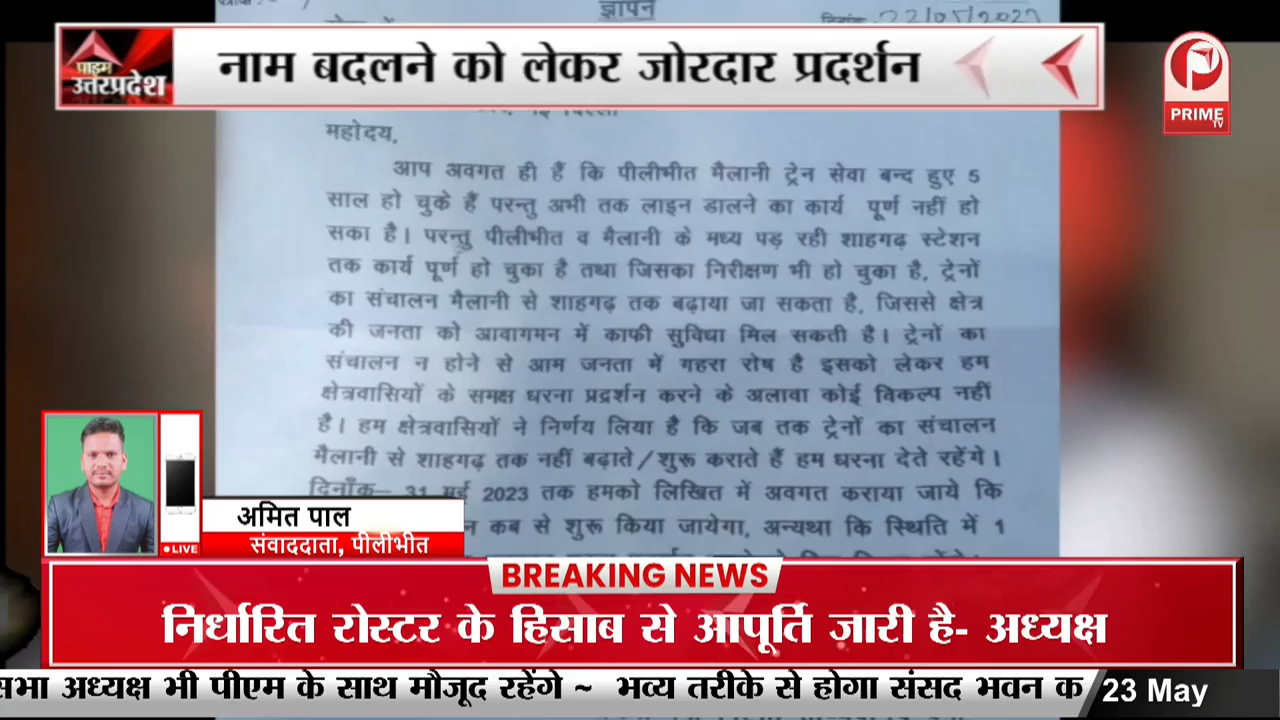 ज्ञापन
22/05/2023
प्राइम
उत्तरप्रदेश
नाम बदलने को लेकर जोरदार प्रदर्शन
PRIME
TV
महोदय,
आप अवगत ही हैं कि पीलीभीत मैलानी ट्रेन सेवा बन्द हुए 5
साल हो चुके हैं परन्तु अभी तक लाइन डालने का कार्य पूर्ण नहीं हो
सका है। परन्तु पीलीभीत व मैलानी के मध्य पड़ रही शाहगढ़ स्टेशन
तक कार्य पूर्ण हो चुका है तथा जिसका निरीक्षण भी हो चुका है, ट्रेनों
का संचालन मैलानी से शाहगढ़ तक बढ़ाया जा सकता है, जिससे क्षेत्र
की जनता को आवागमन में काफी सुविधा मिल सकती है। ट्रेनों का
संचालन न होने से आम जनता में गहरा रोष है इसको लेकर हम
क्षेत्रवासियों के समक्ष धरना प्रदर्शन करने के अलावा कोई विकल्प नहीं
है। हम क्षेत्रवासियों ने निर्णय लिया है कि जब तक ट्रेनों का संचालन
मैलानी से शाहगढ़ तक नहीं बढ़ाते/शुरू कराते हैं हम धरना देते रहेंगे।
दिनाँक– 31 मई 2023 तक हमको लिखित में अवगत कराया जाये कि
न कब से शुरू किया जायेगा, अन्यथा कि स्थिति में 1
LIVE
अमित पाल
संवाददाता, पीलीभीत
BREAKING NEWS
निर्धारित रोस्टर के हिसाब से आपूर्ति जारी है- अध्यक्ष
सभा अध्यक्ष भी पीएम के साथ मौजूद रहेंगे ~ भव्य तरीके से होगा संसद भवन क
23 May